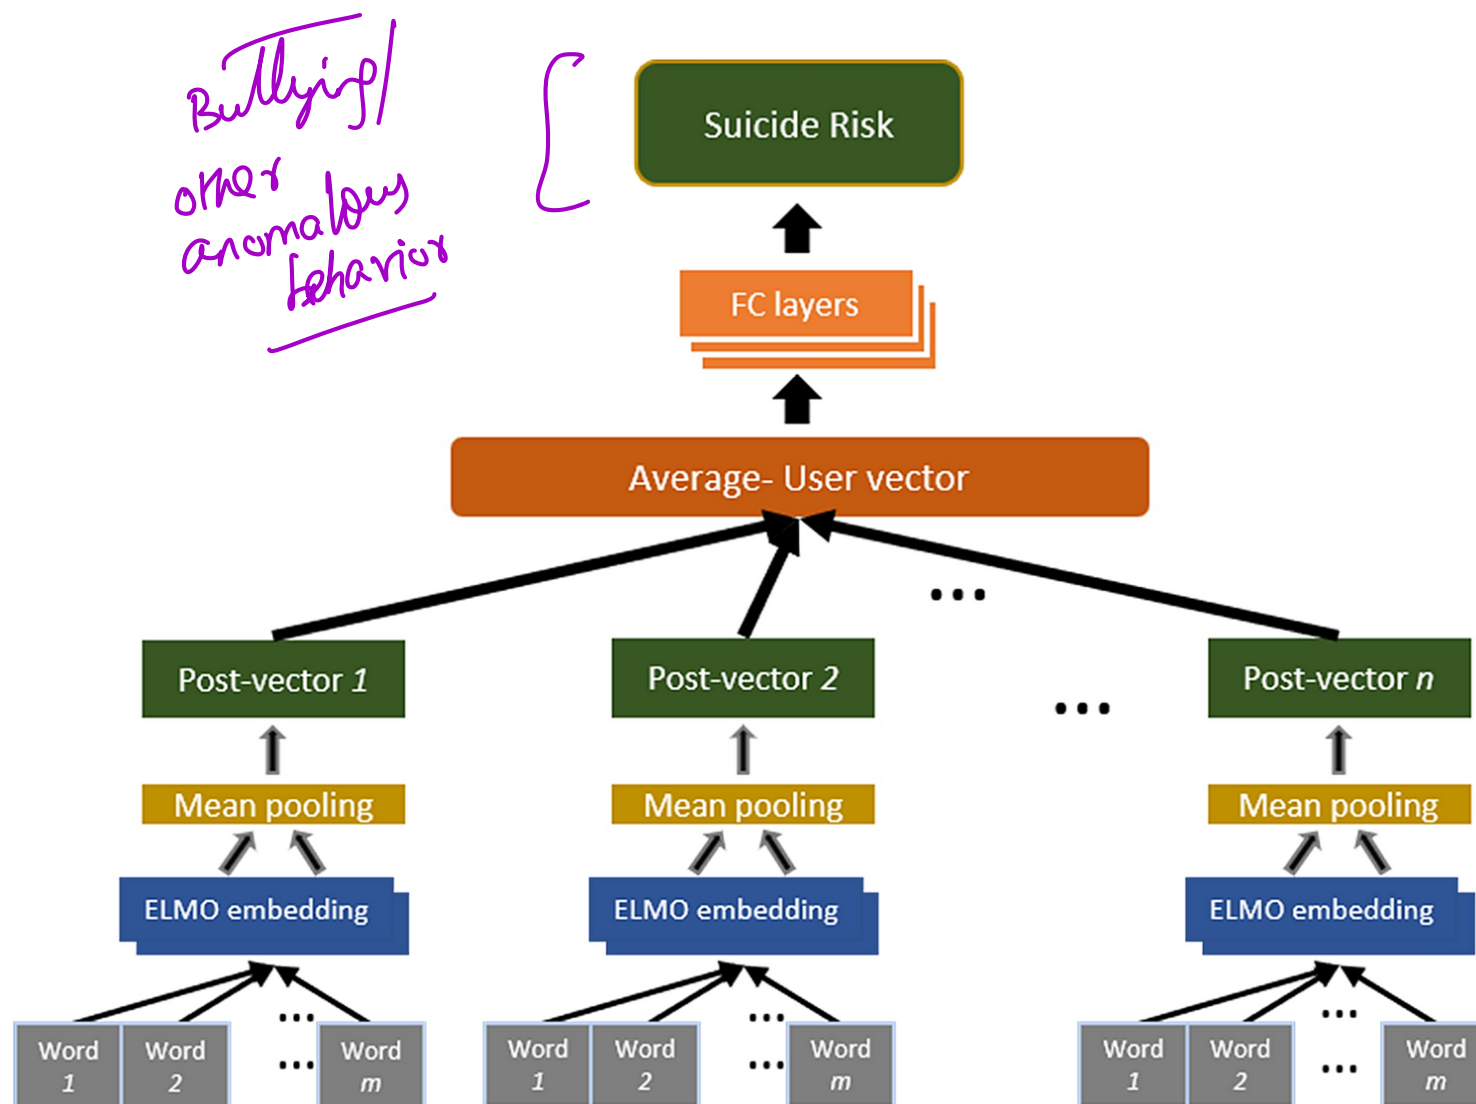 Bullying/
other
anomalous
behavior
Suicide Risk
FC layers
Average- User vector
...
Post-vector 1
Post-vector 2
...
Post-vector n
Mean pooling
Mean pooling
Mean pooling
ELMO embedding
ELMO embedding
ELMO embedding
... ... ...
Word 1
Word 2
...
Word m
Word 1
Word 2
...
Word m
Word 1
Word 2
...
Word m